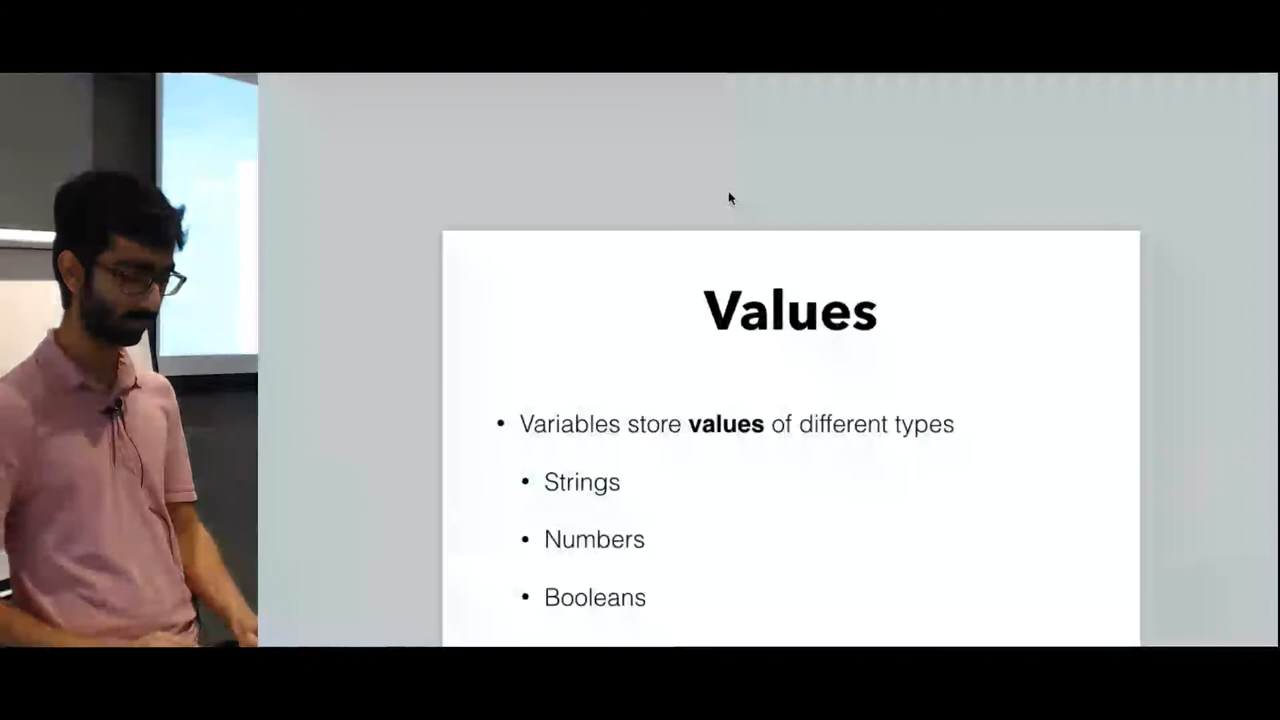 Values
• Variables store values of different types
• Strings
• Numbers
• Booleans